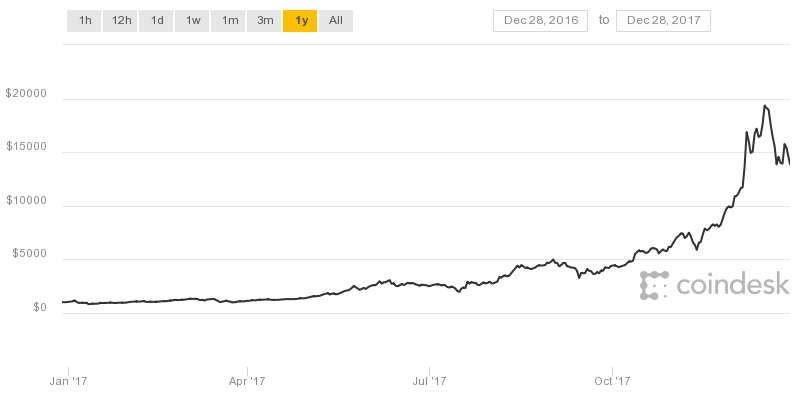 1h 12h 1d 1w 1m 3m 1y All Dec 28, 2016 to Dec 28, 2017
$20000
$15000
$10000
$5000
coindesk
$0
Jan '17 Apr '17 Jul '17 Oct '17